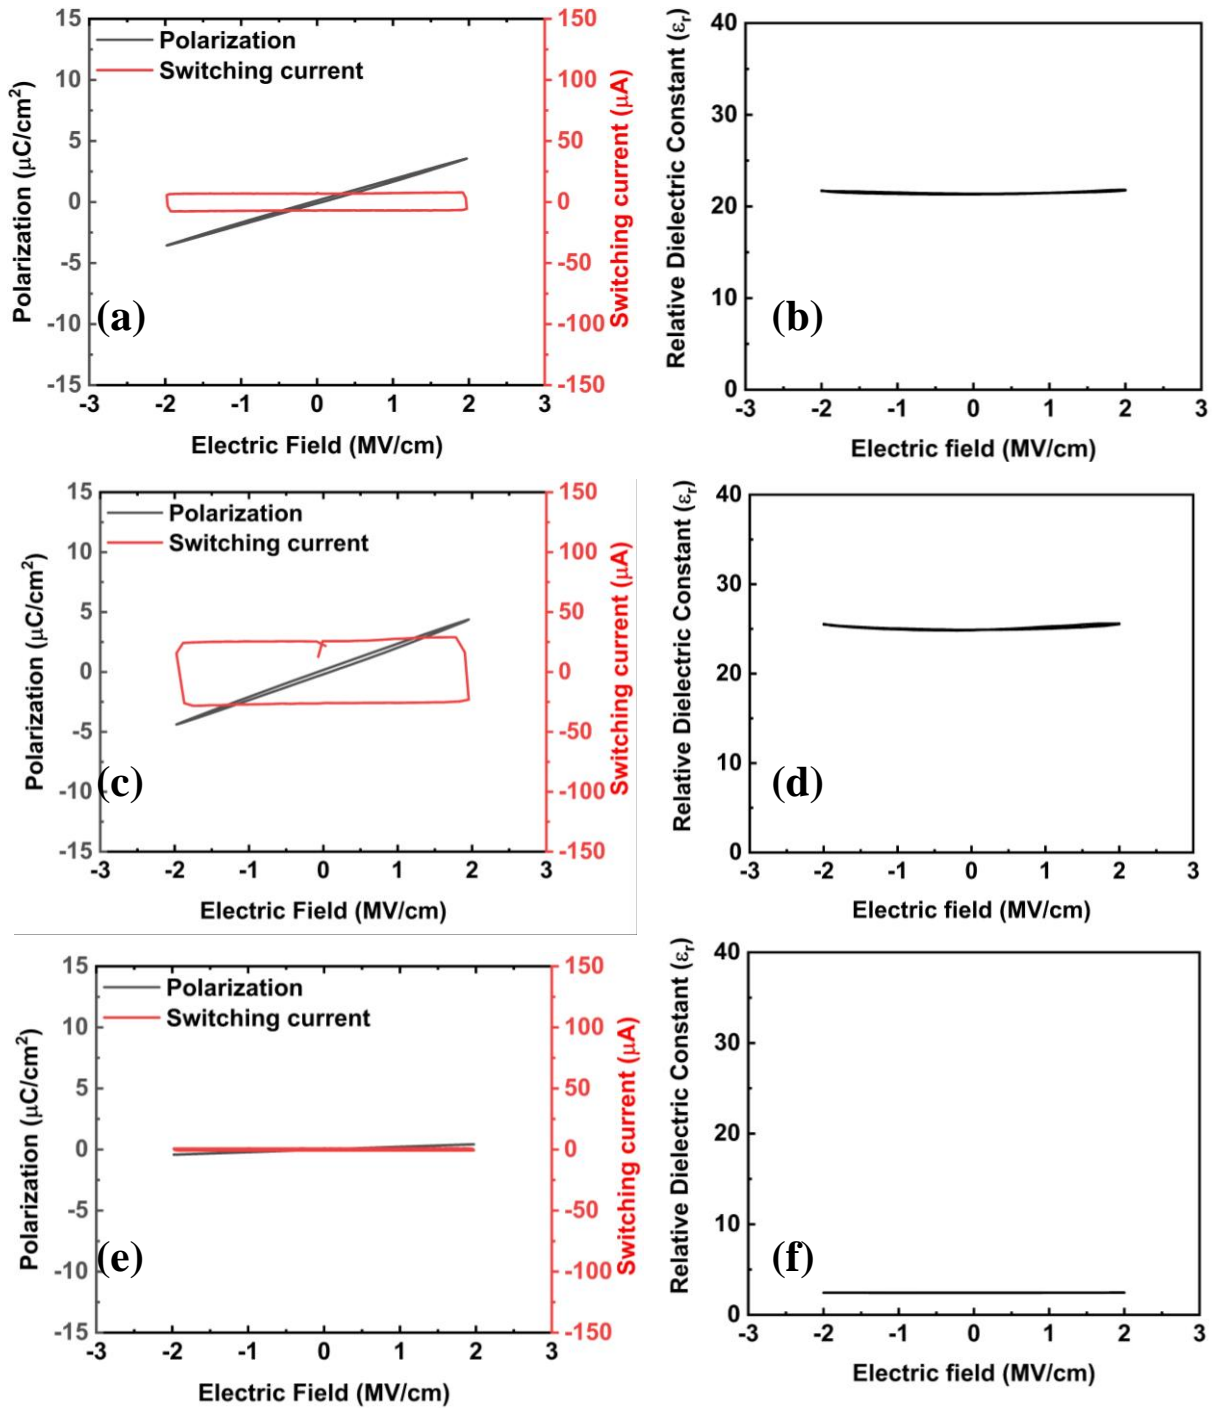 15
10
5
0
-5
-10
-15
Polarization (μC/cm²)
Polarization
Switching current
150
100
50
0
-50
-100
-150
Switching current (μA)
(a)
-3 -2 -1 0 1 2 3
Electric Field (MV/cm)
40
30
20
10
0
Relative Dielectric Constant (εr)
(b)
-3 -2 -1 0 1 2 3
Electric field (MV/cm)
15
10
5
0
-5
-10
-15
Polarization (μC/cm²)
Polarization
Switching current
150
100
50
0
-50
-100
-150
Switching current (μA)
(c)
-3 -2 -1 0 1 2 3
Electric Field (MV/cm)
40
30
20
10
0
Relative Dielectric Constant (εr)
(d)
-3 -2 -1 0 1 2 3
Electric field (MV/cm)
15
10
5
0
-5
-10
-15
Polarization (μC/cm²)
Polarization
Switching current
150
100
50
0
-50
-100
-150
Switching current (μA)
(e)
-3 -2 -1 0 1 2 3
Electric Field (MV/cm)
40
30
20
10
0
Relative Dielectric Constant (εr)
(f)
-3 -2 -1 0 1 2 3
Electric field (MV/cm)